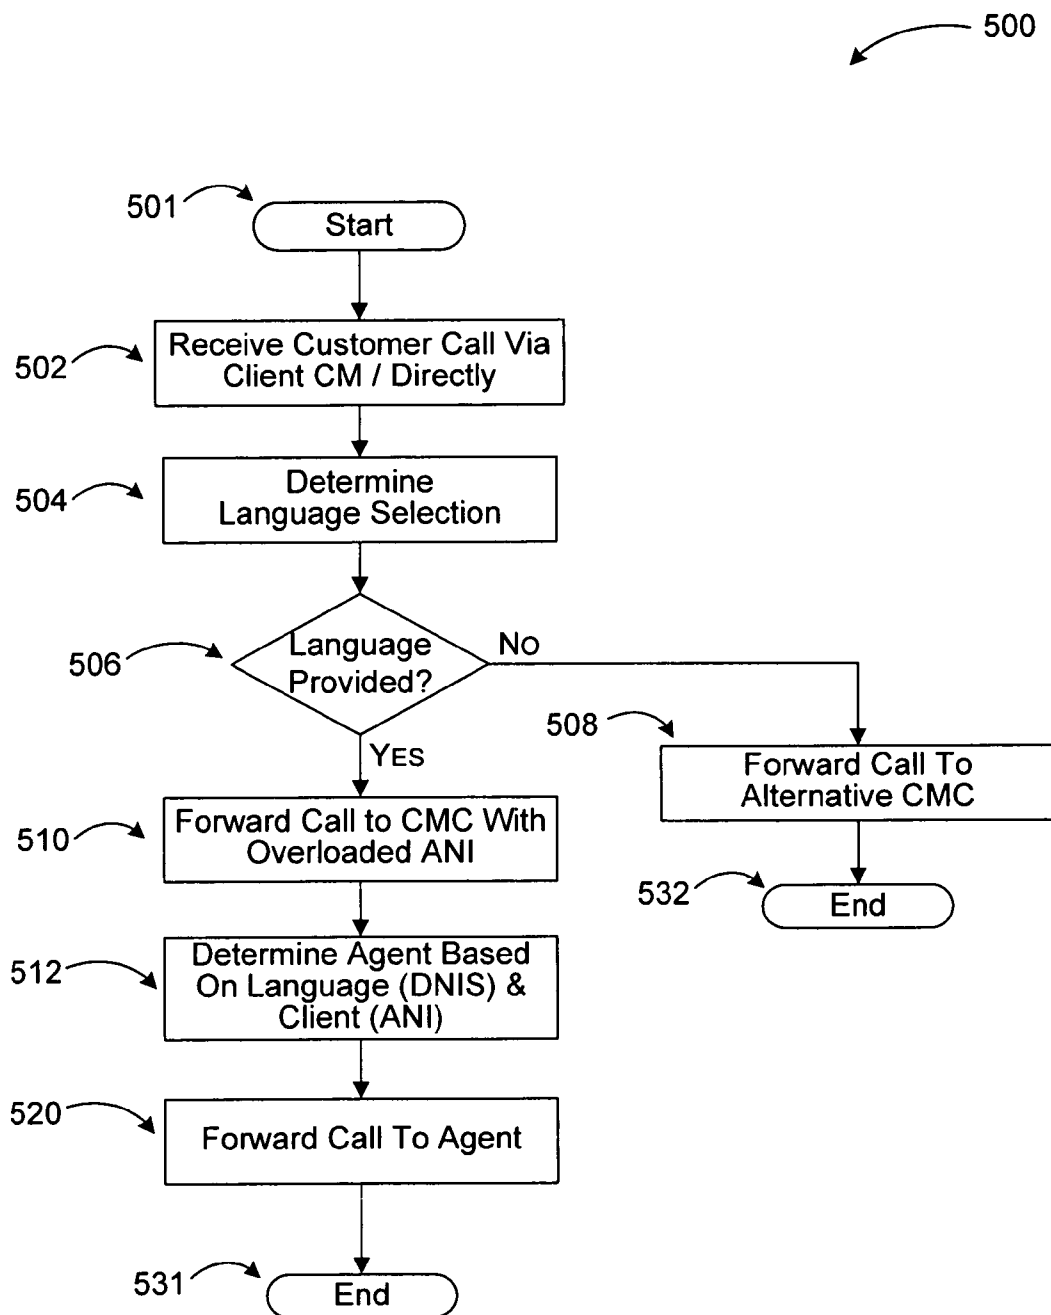 500
501
Start
502
Receive Customer Call Via
Client CM / Directly
504
Determine
Language Selection
506
Language
Provided?
NO
YES
508
Forward Call To
Alternative CMC
510
Forward Call to CMC With
Overloaded ANI
532
End
512
Determine Agent Based
On Language (DNIS) &
Client (ANI)
520
Forward Call To Agent
531
End